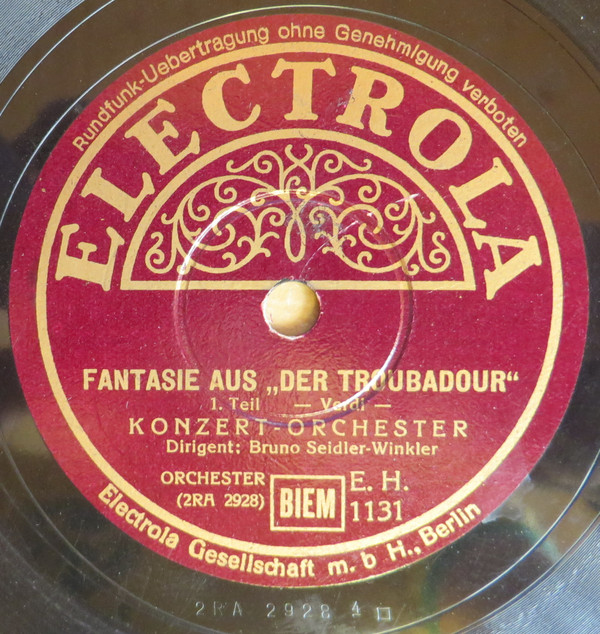 Rundfunk-Uebertragung ohne Genehmigung verboten
ELECTROLA
FANTASIE AUS „DER TROUBADOUR“
1. Teil — Verdi —
KONZERT-ORCHESTER
Dirigent: Bruno Seidler-Winkler
ORCHESTER
(2RA 2928)
BIEM
E. H.
1131
Electrola Gesellschaft m. b H., Berlin
2RA 2928 4 □